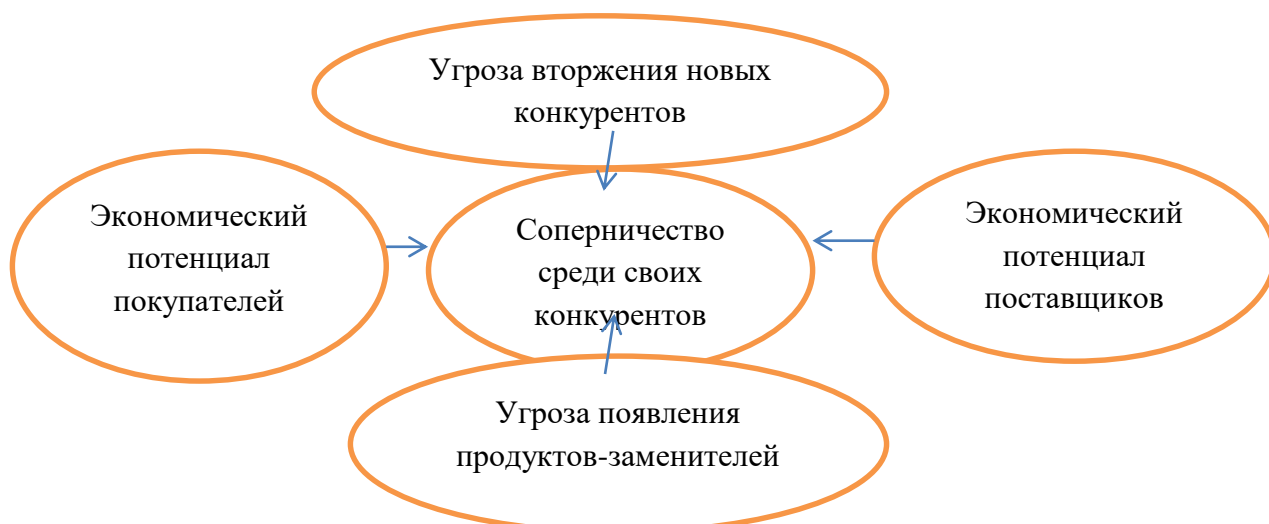 Угроза вторжения новых
конкурентов
Экономический
потенциал
покупателей
Соперничество
среди своих
конкурентов
Экономический
потенциал
поставщиков
Угроза появления
продуктов-заменителей